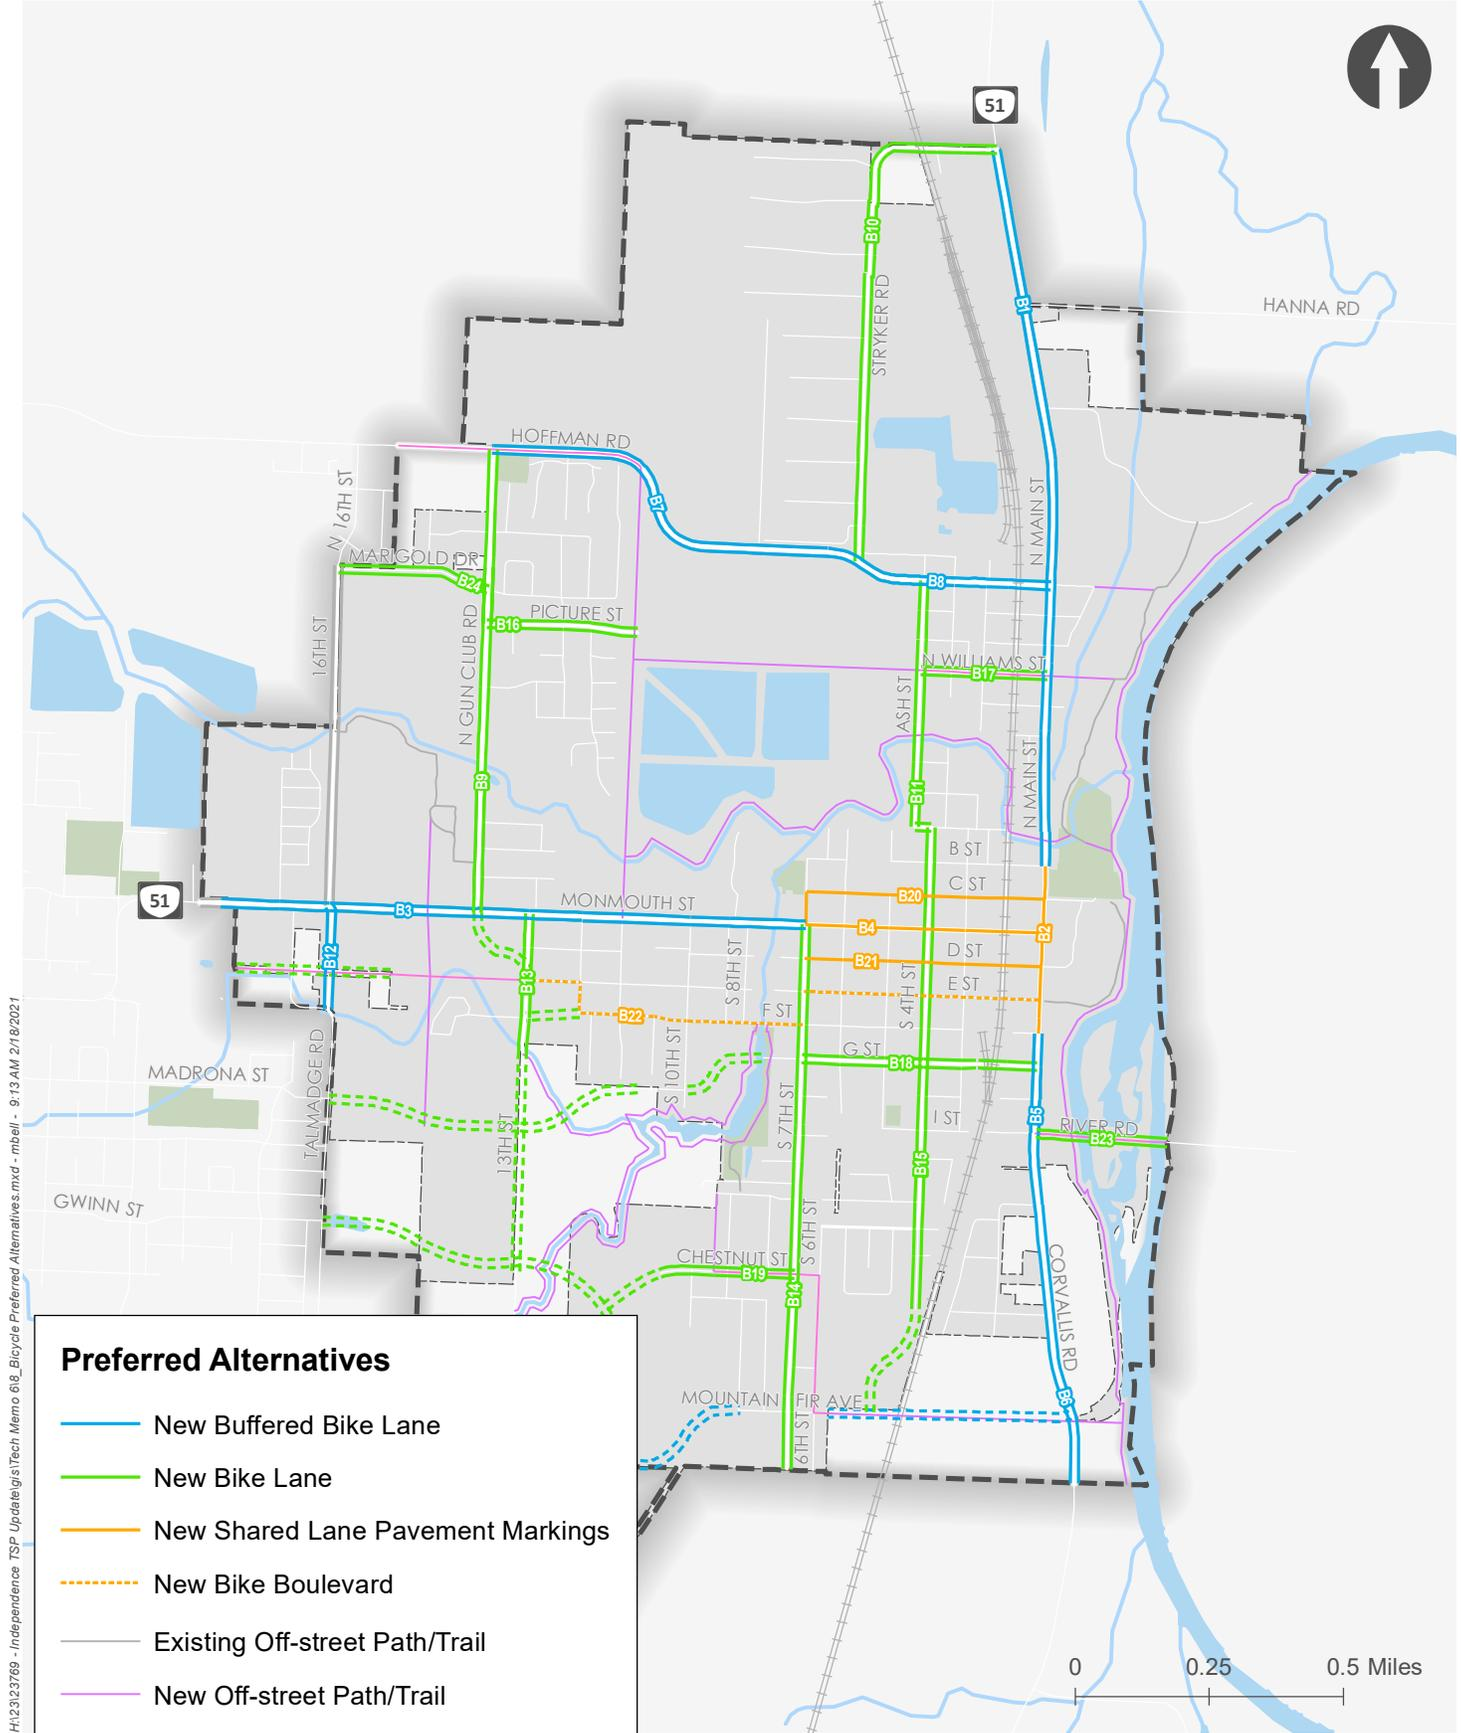 51
HANNA RD
B10
B1
STRYKER RD
HOFFMAN RD
N 16TH ST
B7
N MAIN ST
MARIGOLD DR
B24
B8
16TH ST
N GUN CLUB RD
B16
PICTURE ST
N WILLIAMS ST
B17
ASH ST
B9
B11
N MAIN ST
B ST
C ST
B20
51
B3
MONMOUTH ST
B4
B2
B12
S 8TH ST
D ST
B21
B13
S 4TH ST
E ST
B22
F ST
G ST
B18
S 10TH ST
TALMADGE RD
MADRONA ST
13TH ST
S 7TH ST
I ST
B5
RIVER RD
B23
B15
GWINN ST
S 6TH ST
CHESTNUT ST
B19
B14
CORVALLIS RD
MOUNTAIN FIR AVE
B6
6TH ST
Preferred Alternatives
New Buffered Bike Lane
New Bike Lane
New Shared Lane Pavement Markings
New Bike Boulevard
Existing Off-street Path/Trail
New Off-street Path/Trail
0 0.25 0.5 Miles
H:\23\23769 - Independence TSP Update\gis\Tech Memo 6\8_Bicycle Preferred Alternatives.mxd - mbell - 9:13 AM 2/18/2021